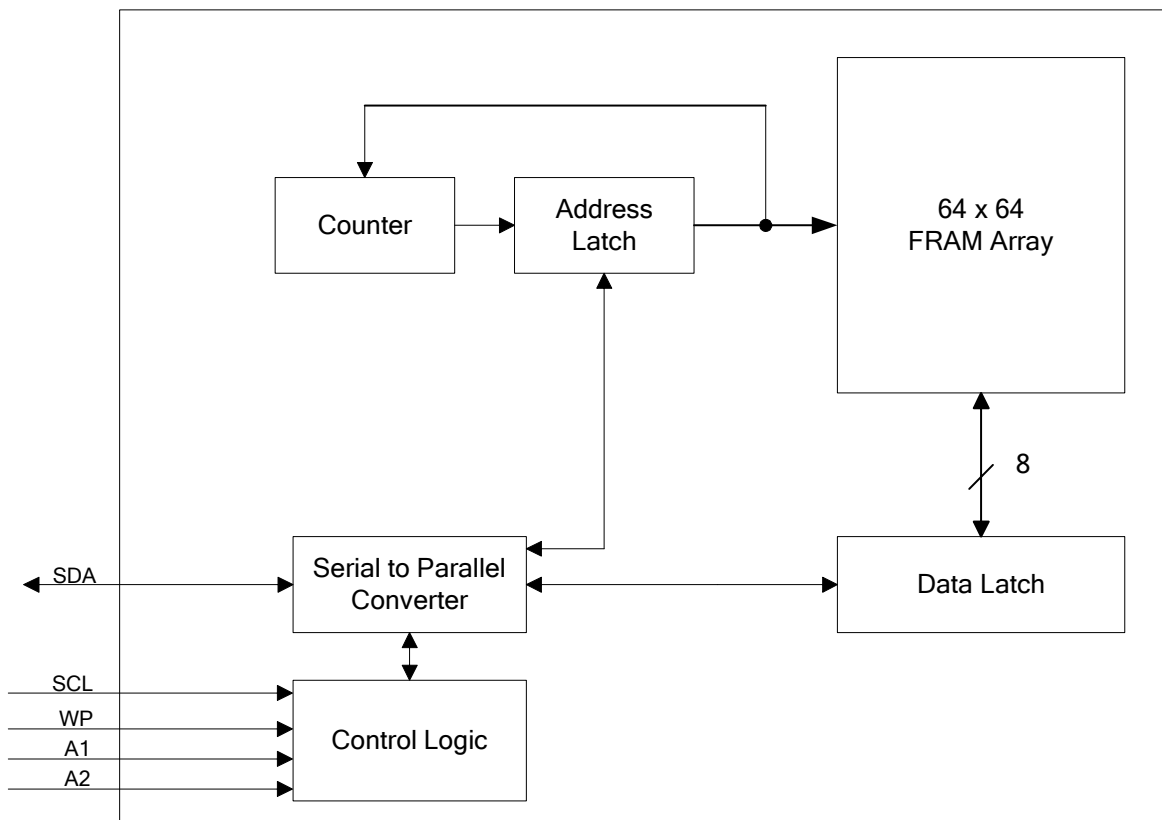 64 x 64
FRAM Array
Counter
Address
Latch
8
SDA
Serial to Parallel
Converter
Data Latch
SCL
WP
A1
A2
Control Logic